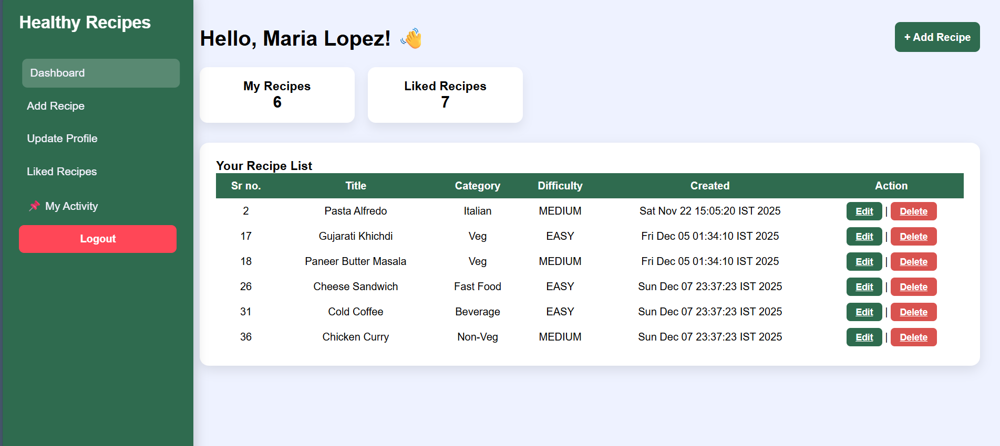 Healthy Recipes
Dashboard
Add Recipe
Update Profile
Liked Recipes
📌 My Activity
Logout
Hello, Maria Lopez! 👋
+ Add Recipe
My Recipes
6
Liked Recipes
7
Your Recipe List
Sr no. Title Category Difficulty Created Action
2 Pasta Alfredo Italian MEDIUM Sat Nov 22 15:05:20 IST 2025 Edit | Delete
17 Gujarati Khichdi Veg EASY Fri Dec 05 01:34:10 IST 2025 Edit | Delete
18 Paneer Butter Masala Veg MEDIUM Fri Dec 05 01:34:10 IST 2025 Edit | Delete
26 Cheese Sandwich Fast Food EASY Sun Dec 07 23:37:23 IST 2025 Edit | Delete
31 Cold Coffee Beverage EASY Sun Dec 07 23:37:23 IST 2025 Edit | Delete
36 Chicken Curry Non-Veg MEDIUM Sun Dec 07 23:37:23 IST 2025 Edit | Delete